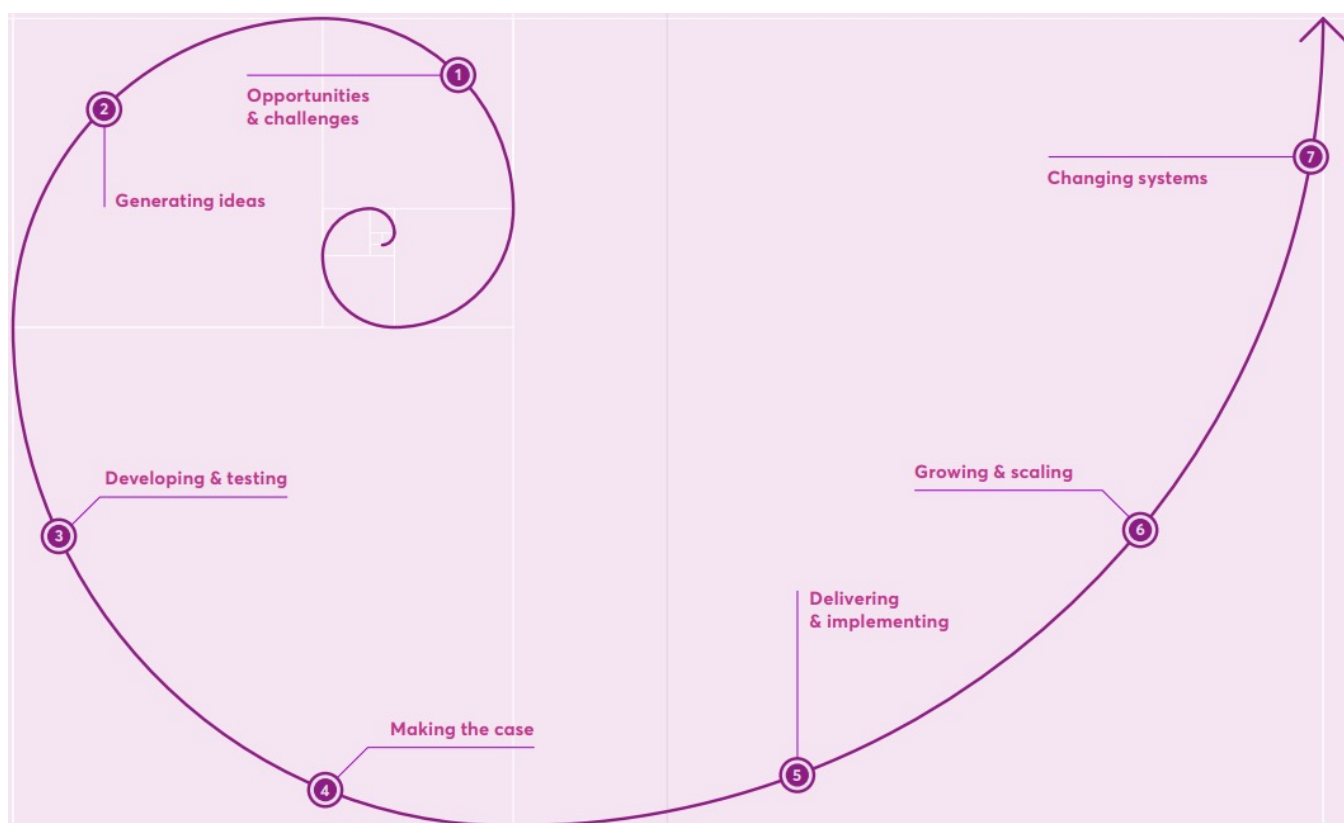 1
Opportunities
& challenges
2
Generating ideas
3
Developing & testing
4
Making the case
5
Delivering
& implementing
6
Growing & scaling
7
Changing systems